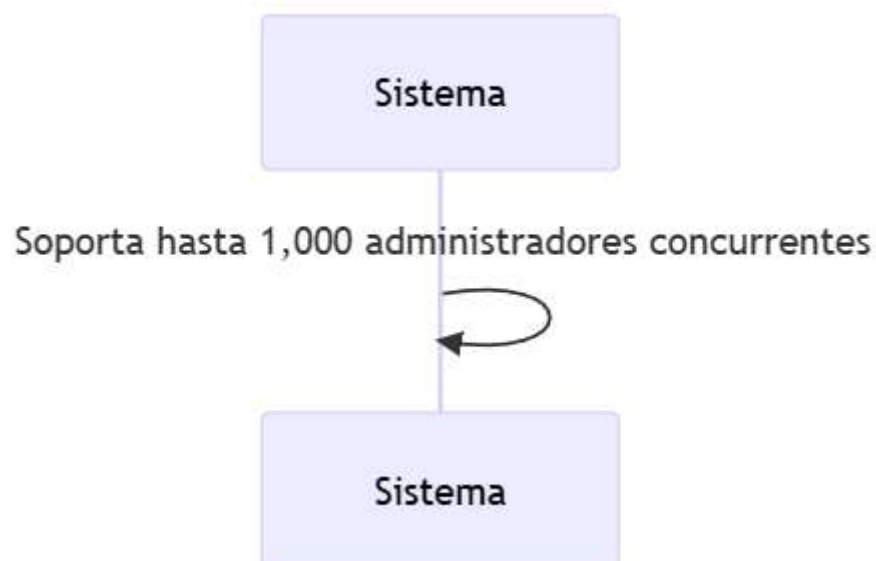 Sistema
Soporta hasta 1,000 administradores concurrentes
Sistema